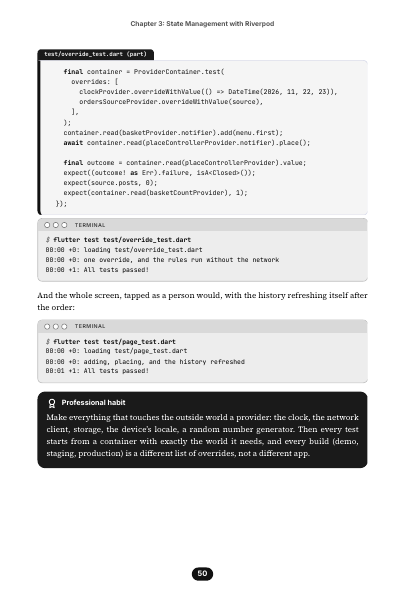 Chapter 3: State Management with Riverpod
test/override_test.dart (part)
final container = ProviderContainer.test(
overrides: [
clockProvider.overrideWithValue(() => DateTime(2026, 11, 22, 23)),
ordersSourceProvider.overrideWithValue(source),
],
);
container.read(basketProvider.notifier).add(menu.first);
await container.read(placeControllerProvider.notifier).place();
final outcome = container.read(placeControllerProvider).value;
expect((outcome! as Err).failure, isA<Closed>());
expect(source.posts, 0);
expect(container.read(basketCountProvider), 1);
});
TERMINAL
$ flutter test test/override_test.dart
00:00 +0: loading test/override_test.dart
00:00 +0: one override, and the rules run without the network
00:00 +1: All tests passed!
And the whole screen, tapped as a person would, with the history refreshing itself after
the order:
TERMINAL
$ flutter test test/page_test.dart
00:00 +0: loading test/page_test.dart
00:00 +0: adding, placing, and the history refreshed
00:01 +1: All tests passed!
Professional habit
Make everything that touches the outside world a provider: the clock, the network
client, storage, the device's locale, a random number generator. Then every test
starts from a container with exactly the world it needs, and every build (demo,
staging, production) is a different list of overrides, not a different app.
50